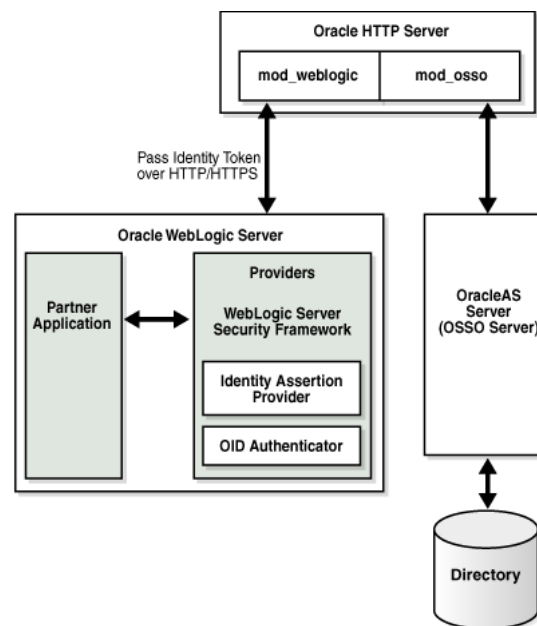 Oracle HTTP Server
mod_weblogic
mod_osso
Pass Identity Token
over HTTP/HTTPS
Oracle WebLogic Server
Partner
Application
Providers
WebLogic Server
Security Framework
Identity Assertion
Provider
OID Authenticator
OracleAS
Server
(OSSO Server)
Directory